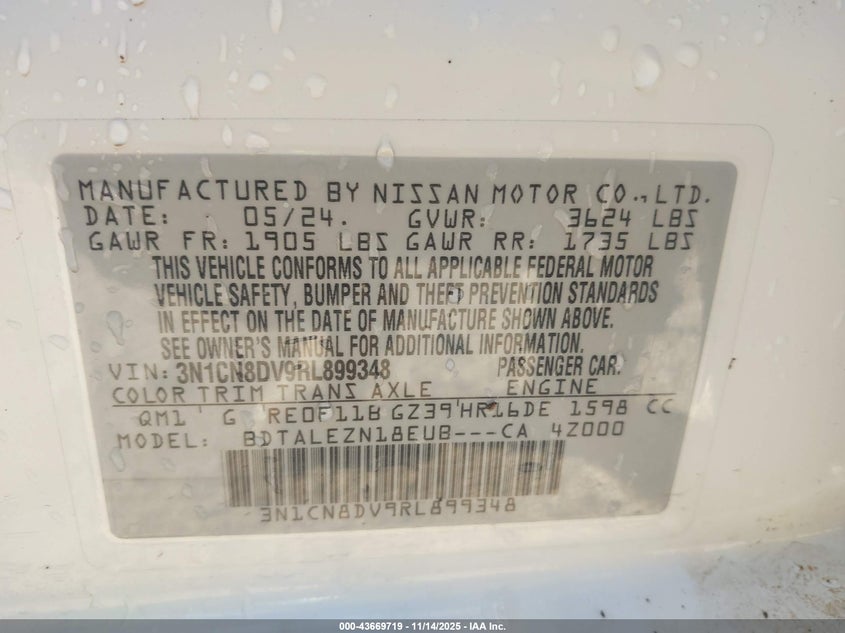 MANUFACTURED BY NISSAN MOTOR CO., LTD.
DATE: 05/24. GVWR: 3624 LBS
GAWR FR: 1905 LBS GAWR RR: 1735 LBS
THIS VEHICLE CONFORMS TO ALL APPLICABLE FEDERAL MOTOR
VEHICLE SAFETY, BUMPER AND THEFT PREVENTION STANDARDS
IN EFFECT ON THE DATE OF MANUFACTURE SHOWN ABOVE.
SEE OWNER'S MANUAL FOR ADDITIONAL INFORMATION.
VIN: 3N1CN8DV9RL899348 PASSENGER CAR.
COLOR TRIM TRANS AXLE ENGINE
QM1 G RE0F11B GZ39 HR16DE 1598 CC
MODEL: BDTALEZN18EUB---CA 4Z000
3N1CN8DV9RL899348
000-43669719 - 11/14/2025 - IAA Inc.